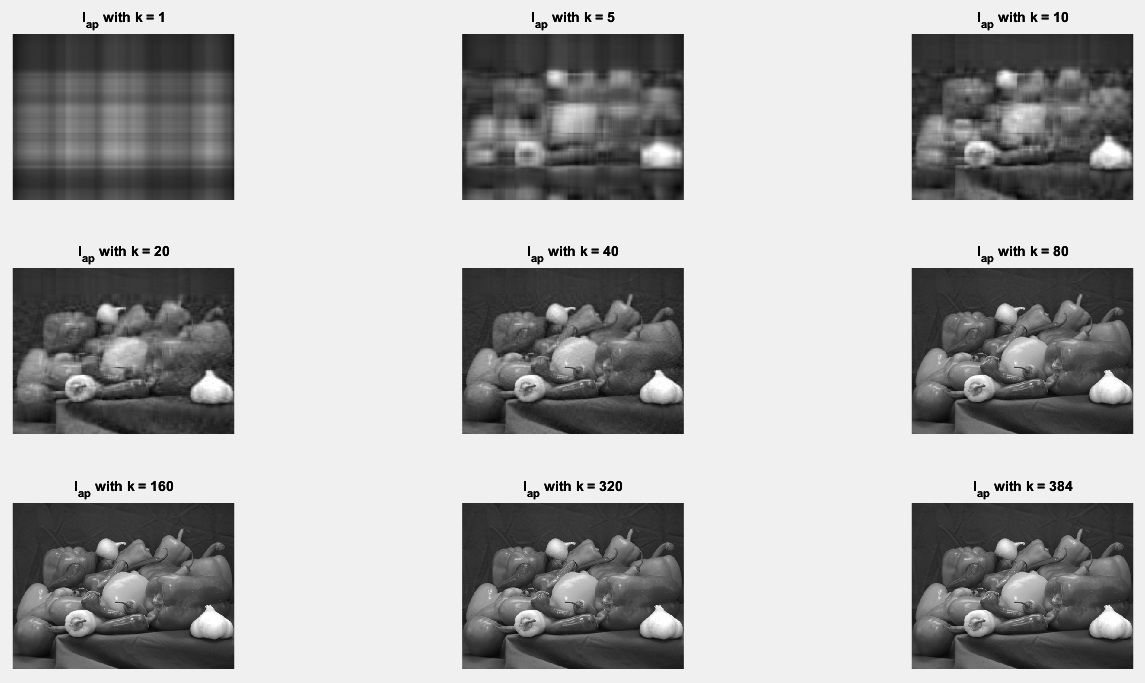 I_ap with k = 1
I_ap with k = 5
I_ap with k = 10
I_ap with k = 20
I_ap with k = 40
I_ap with k = 80
I_ap with k = 160
I_ap with k = 320
I_ap with k = 384